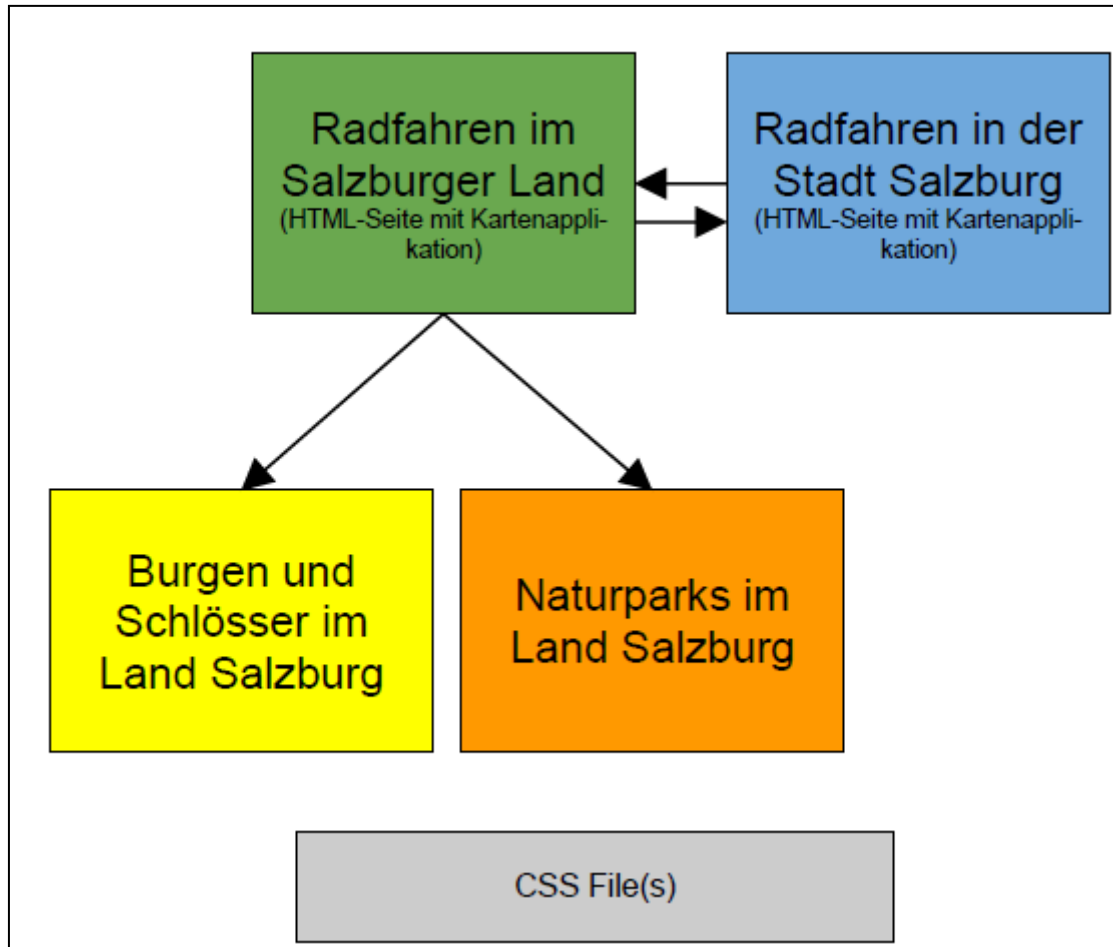 Radfahren im
Salzburger Land
(HTML-Seite mit Kartenappli-
kation)
Radfahren in der
Stadt Salzburg
(HTML-Seite mit Kartenappli-
kation)
Burgen und
Schlösser im
Land Salzburg
Naturparks im
Land Salzburg
CSS File(s)